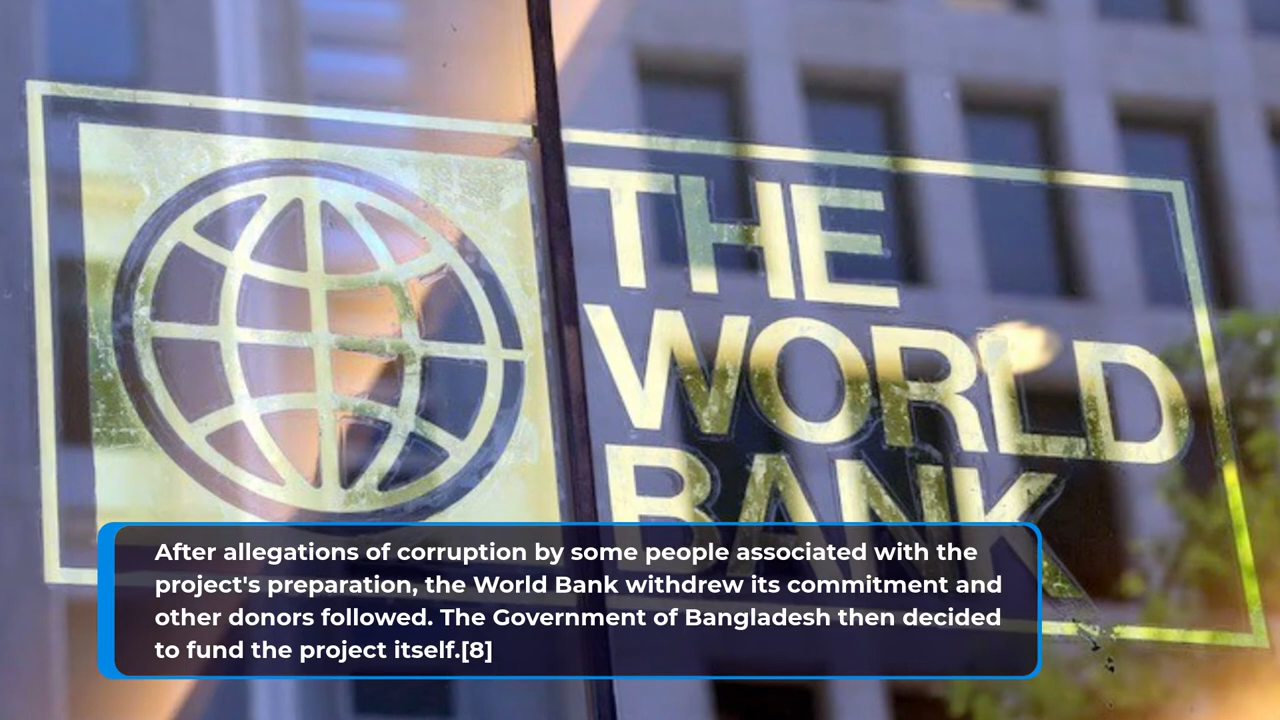 THE
WORLD
BANK
After allegations of corruption by some people associated with the
project's preparation, the World Bank withdrew its commitment and
other donors followed. The Government of Bangladesh then decided
to fund the project itself.[8]